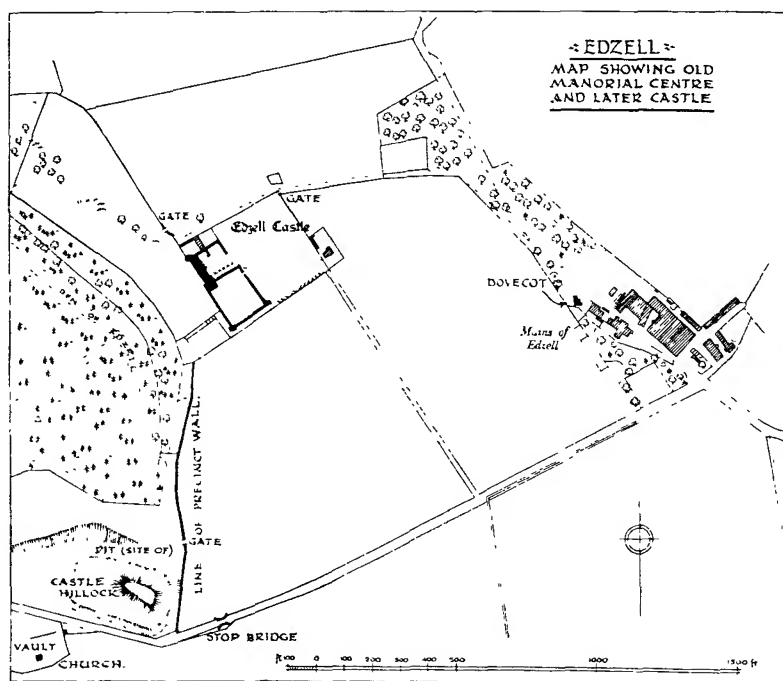 EDZELL
MAP SHOWING OLD
MANORIAL CENTRE
AND LATER CASTLE
GATE
GATE
Edzell Castle
DOVECOT
Mains of
Edzell
LINE OF PRECINCT WALL.
PIT (SITE OF)
GATE
CASTLE
HILLOCK
STOP BRIDGE
VAULT
CHURCH.
ft 100 0 100 200 300 400 500 1000 1500 ft